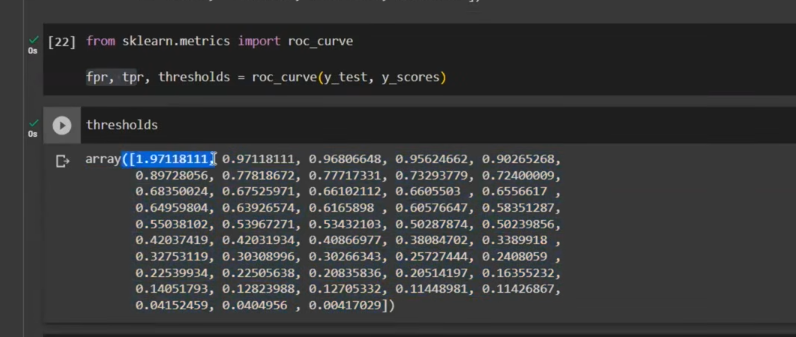 [22] from sklearn.metrics import roc_curve
0s
fpr, tpr, thresholds = roc_curve(y_test, y_scores)
thresholds
0s
array([1.97118111, 0.97118111, 0.96806648, 0.95624662, 0.90265268,
0.89728056, 0.77818672, 0.77717331, 0.73293779, 0.72400009,
0.68350024, 0.67525971, 0.66102112, 0.6605503 , 0.6556617 ,
0.64959804, 0.63926574, 0.6165898 , 0.60576647, 0.58351287,
0.55038102, 0.53967271, 0.53432103, 0.50287874, 0.50239856,
0.42037419, 0.42031934, 0.40866977, 0.38084702, 0.3389918 ,
0.32753119, 0.30308996, 0.30266343, 0.25727444, 0.2408059 ,
0.22539934, 0.22505638, 0.20835836, 0.20514197, 0.16355232,
0.14051793, 0.12823988, 0.12705332, 0.11448981, 0.11426867,
0.04152459, 0.0404956 , 0.00417029])